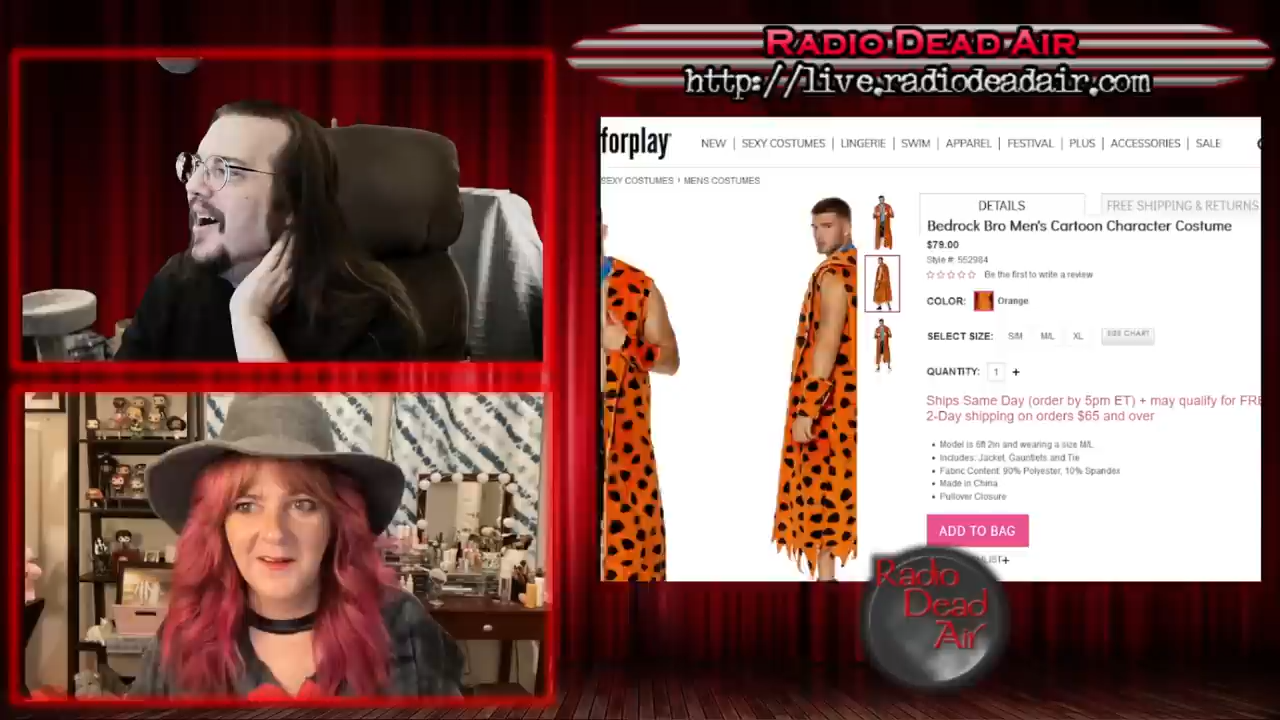 RADIO DEAD AIR
http://live.radiodeadair.com
forplay
NEW | SEXY COSTUMES | LINGERIE | SWIM | APPAREL | FESTIVAL | PLUS | ACCESSORIES | SALE
SEXY COSTUMES › MENS COSTUMES
DETAILS
FREE SHIPPING & RETURNS
Bedrock Bro Men's Cartoon Character Costume
$79.00
Style #: 552984
Be the first to write a review
COLOR: Orange
SELECT SIZE: S/M M/L XL SIZE CHART
QUANTITY: 1 +
Ships Same Day (order by 5pm ET) + may qualify for FRE
2-Day shipping on orders $65 and over
• Model is 6ft 2in and wearing a size M/L
• Includes: Jacket, Gauntlets and Tie
• Fabric Content: 90% Polyester, 10% Spandex
• Made in China
• Pullover Closure
ADD TO BAG
Radio
Dead
Air